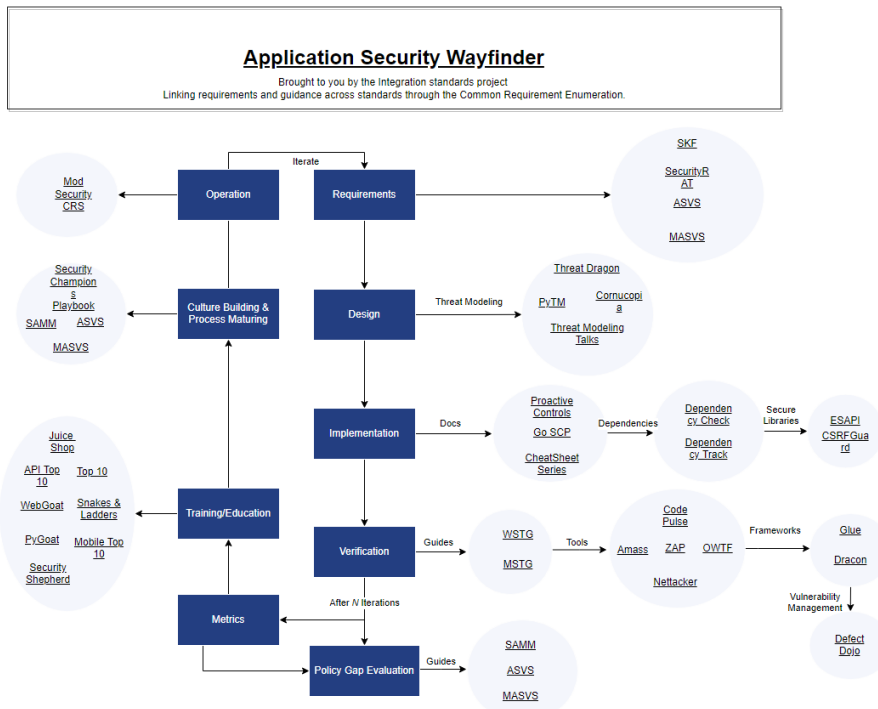 Application Security Wayfinder
Brought to you by the Integration standards project
Linking requirements and guidance across standards through the Common Requirement Enumeration.
Iterate
Mod
Security
CRS
Operation
Requirements
SKF
SecurityR
AT
ASVS
MASVS
Security
Champion
s
Playbook
SAMM
ASVS
MASVS
Culture Building &
Process Maturing
Design
Threat Modeling
Threat Dragon
PyTM
Cornucopi
a
Threat Modeling
Talks
Implementation
Docs
Proactive
Controls
Go SCP
CheatSheet
Series
Dependencies
Dependen
cy Check
Dependen
cy Track
Secure
Libraries
ESAPI
CSRFGua
rd
Juice
Shop
API Top
10
Top 10
WebGoat
Snakes &
Ladders
PyGoat
Mobile Top
10
Security
Shepherd
Training/Education
Verification
Guides
WSTG
MSTG
Tools
Code
Pulse
Amass
ZAP
OWTF
Nettacker
Frameworks
Glue
Dracon
Vulnerability
Management
Defect
Dojo
After N Iterations
Metrics
Policy Gap Evaluation
Guides
SAMM
ASVS
MASVS